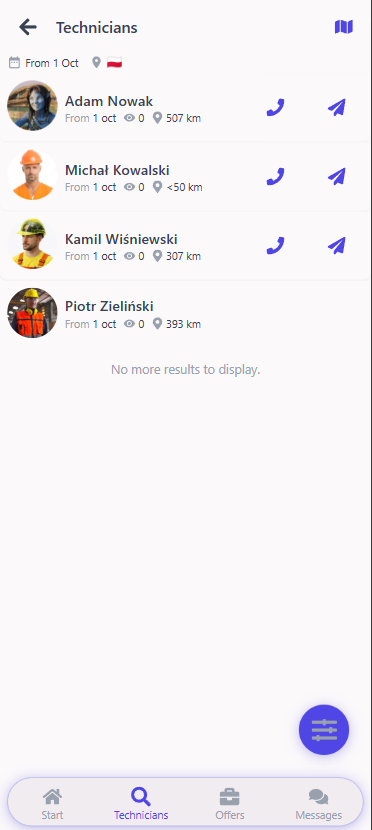 Technicians
From 1 Oct
Adam Nowak
From 1 oct 0 507 km
Michał Kowalski
From 1 oct 0 <50 km
Kamil Wiśniewski
From 1 oct 0 307 km
Piotr Zieliński
From 1 oct 0 393 km
No more results to display.
Start Technicians Offers Messages